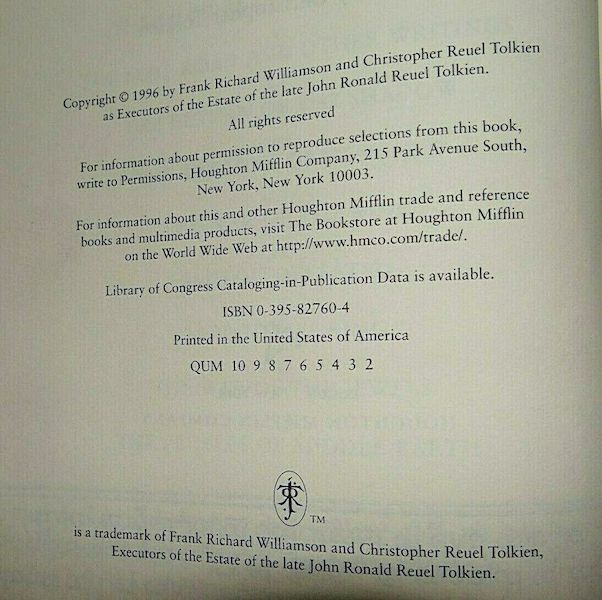 Copyright © 1996 by Frank Richard Williamson and Christopher Reuel Tolkien
as Executors of the Estate of the late John Ronald Reuel Tolkien.
All rights reserved
For information about permission to reproduce selections from this book,
write to Permissions, Houghton Mifflin Company, 215 Park Avenue South,
New York, New York 10003.
For information about this and other Houghton Mifflin trade and reference
books and multimedia products, visit The Bookstore at Houghton Mifflin
on the World Wide Web at http://www.hmco.com/trade/.
Library of Congress Cataloging-in-Publication Data is available.
ISBN 0-395-82760-4
Printed in the United States of America
QUM 10 9 8 7 6 5 4 3 2
TM
is a trademark of Frank Richard Williamson and Christopher Reuel Tolkien,
Executors of the Estate of the late John Ronald Reuel Tolkien.